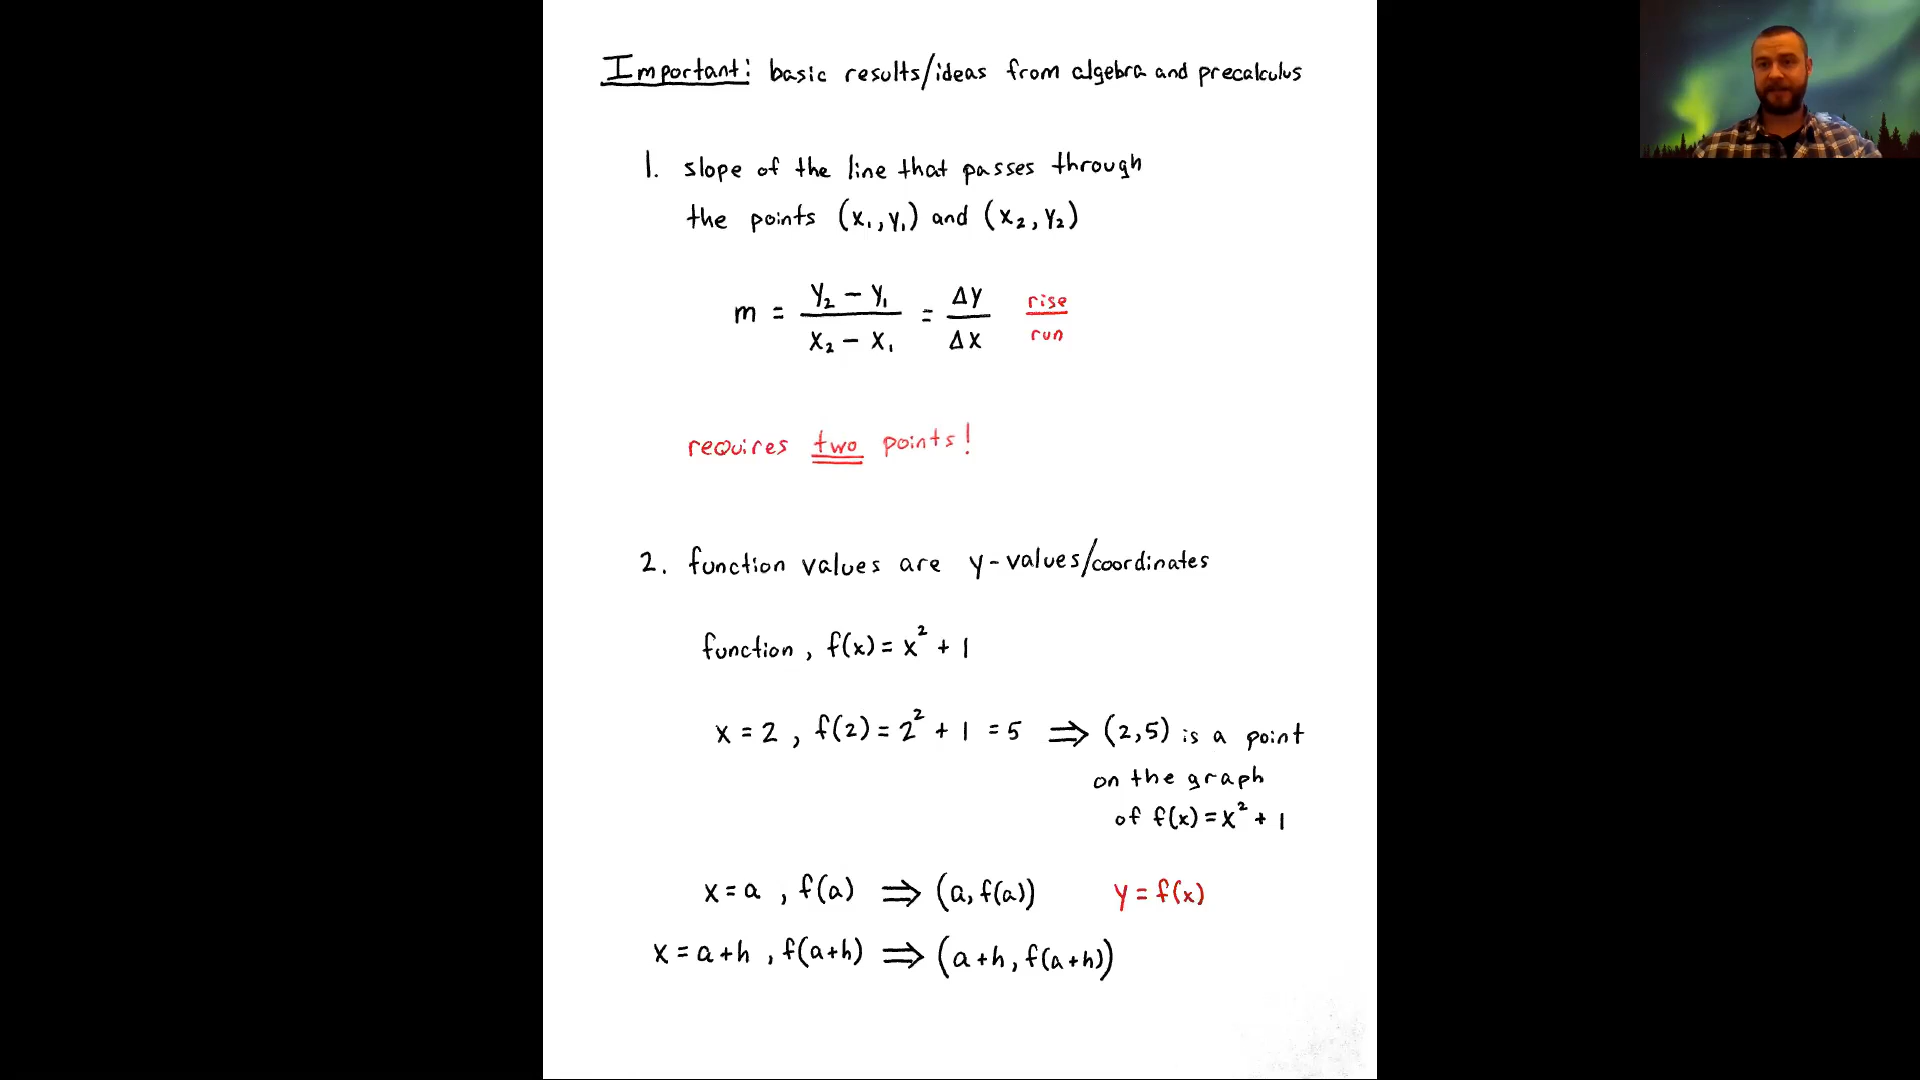 Important: basic results/ideas from algebra and precalculus
1. slope of the line that passes through
the points (x₁,y₁) and (x₂,y₂)
m = (y₂ − y₁)/(x₂ − x₁) = Δy/Δx rise/run
requires two points!
2. function values are y-values/coordinates
function, f(x) = x² + 1
x = 2, f(2) = 2² + 1 = 5 ⟹ (2,5) is a point
on the graph
of f(x) = x² + 1
x = a, f(a) ⟹ (a, f(a)) y = f(x)
x = a+h, f(a+h) ⟹ (a+h, f(a+h))